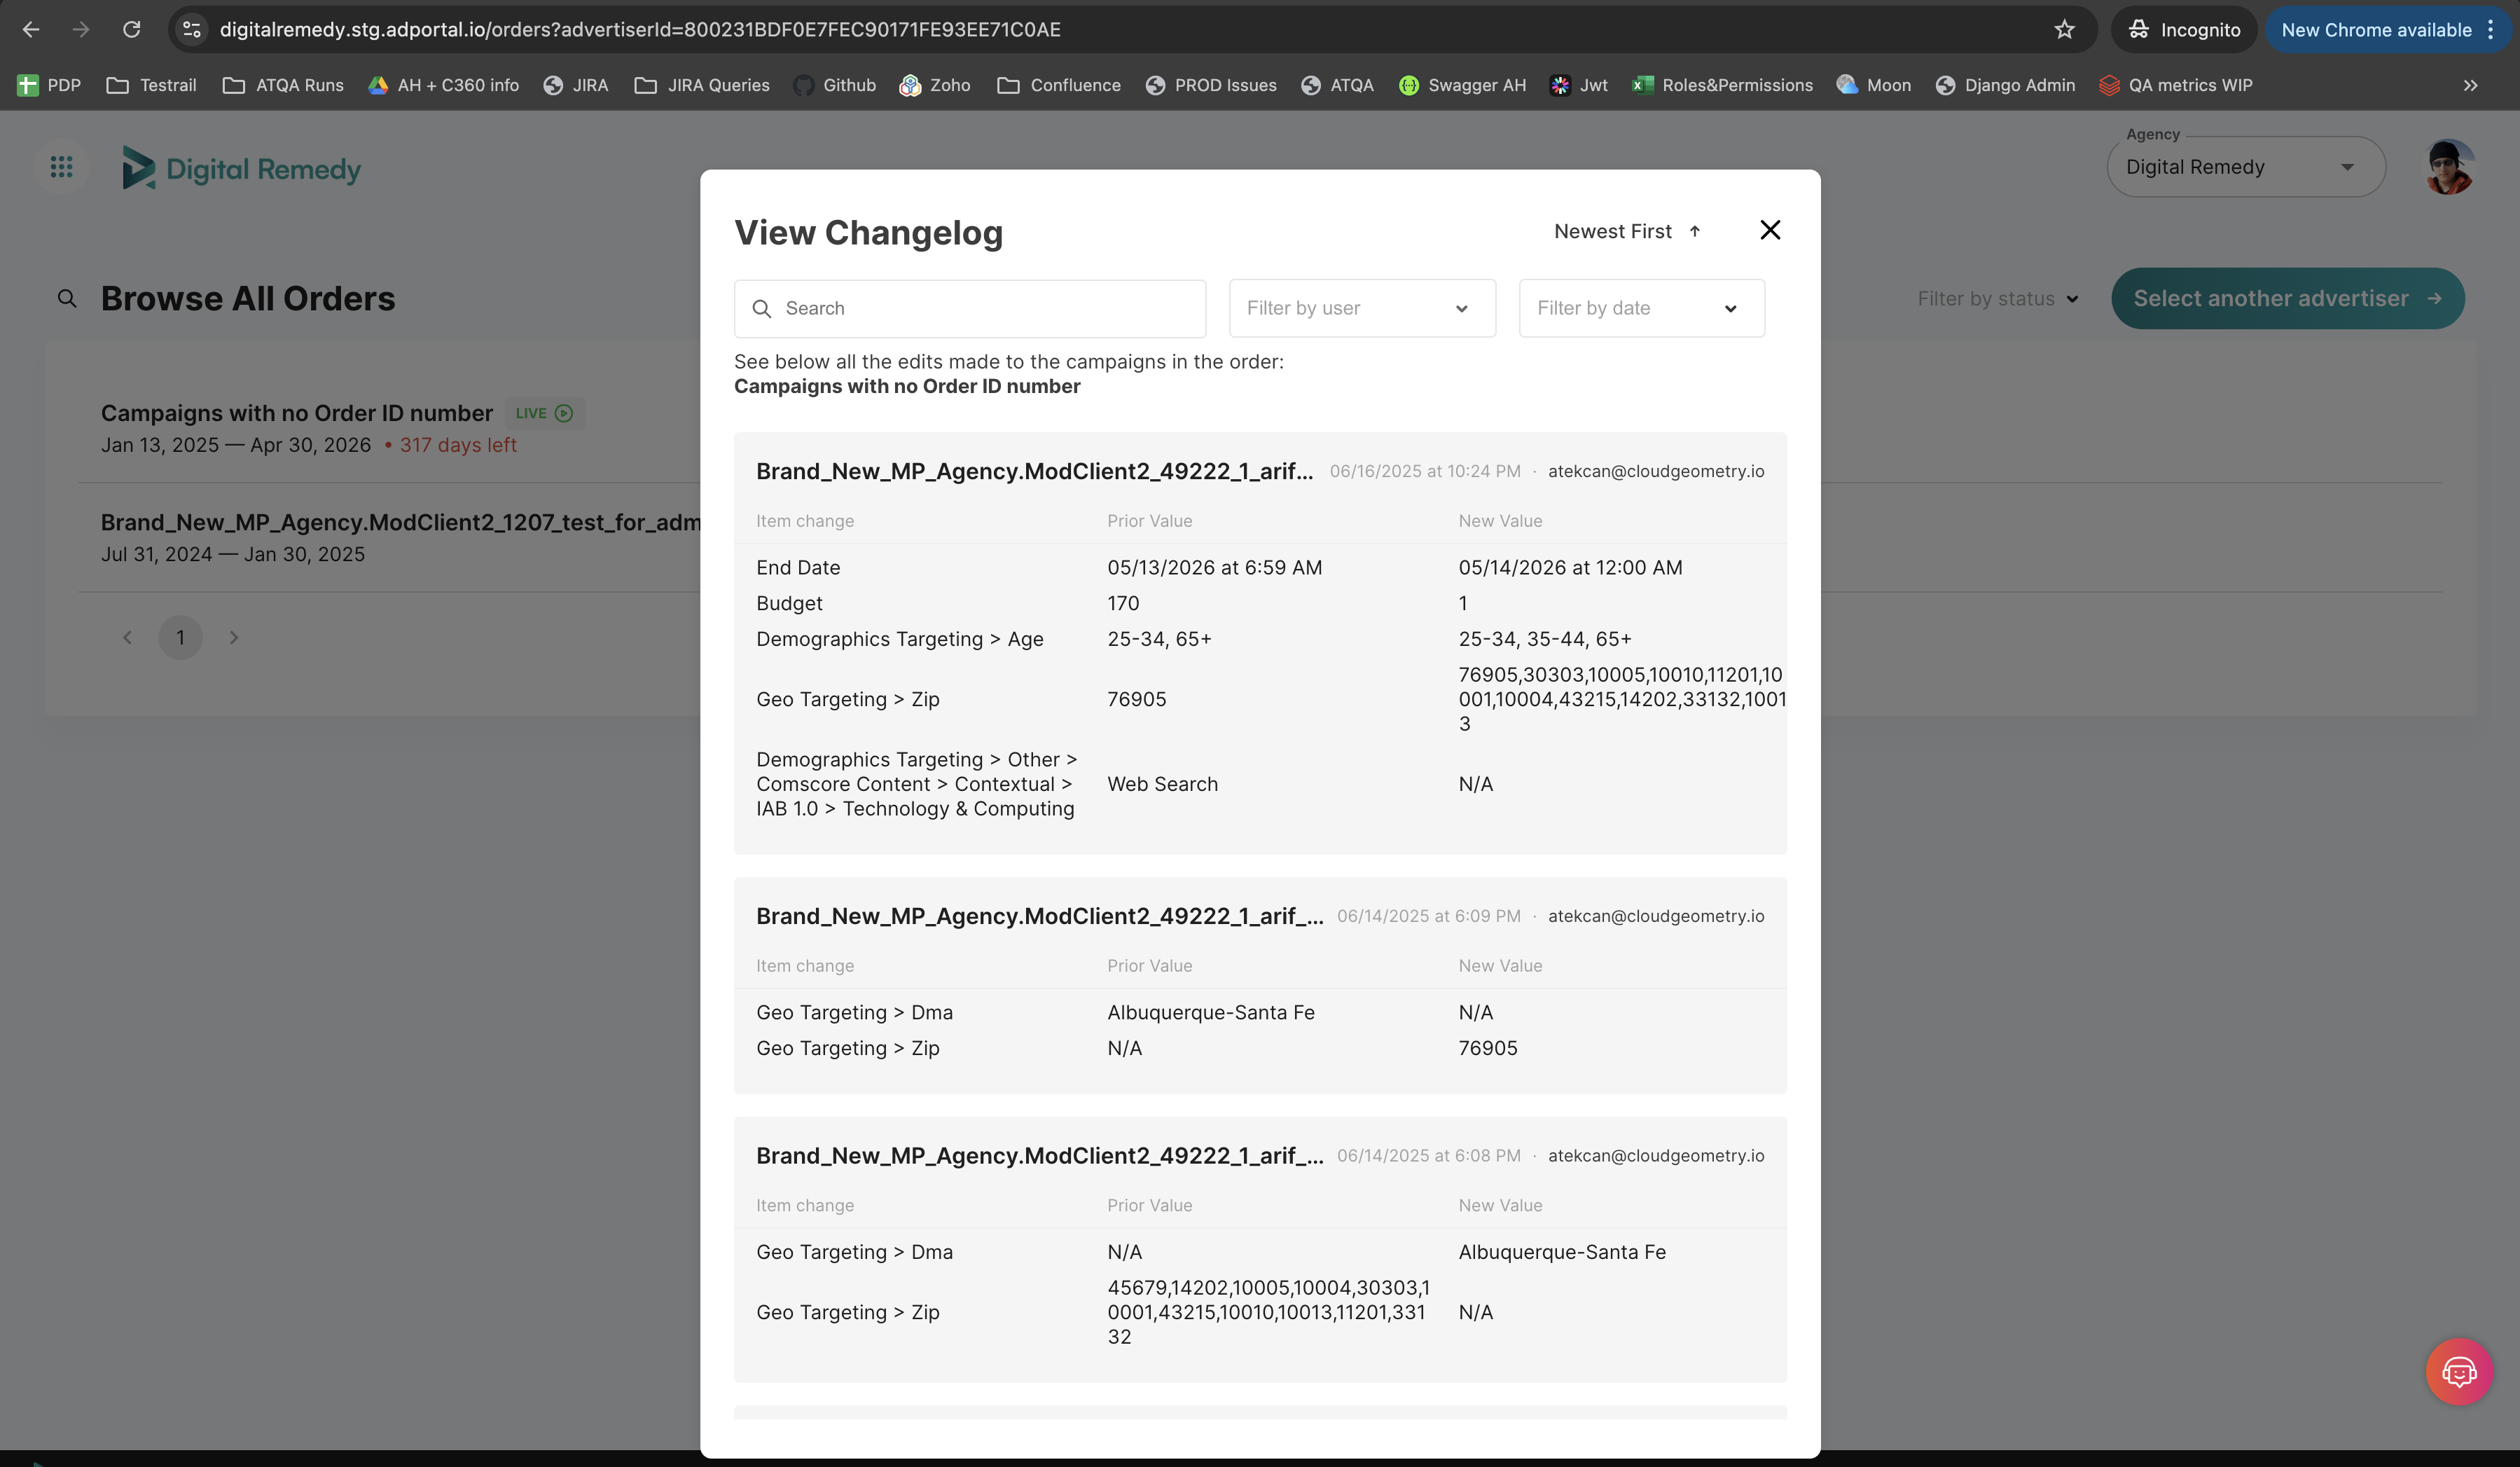 digitalremedy.stg.adportal.io/orders?advertiserId=800231BDF0E7FEC90171FE93EE71C0AE
Incognito
New Chrome available
PDP
Testrail
ATQA Runs
AH + C360 info
JIRA
JIRA Queries
Github
Zoho
Confluence
PROD Issues
ATQA
Swagger AH
Jwt
Roles&Permissions
Moon
Django Admin
QA metrics WIP
Digital Remedy
Agency
Digital Remedy
Browse All Orders
Filter by status
Select another advertiser
Campaigns with no Order ID number LIVE
Jan 13, 2025 — Apr 30, 2026 • 317 days left
Brand_New_MP_Agency.ModClient2_1207_test_for_adm
Jul 31, 2024 — Jan 30, 2025
1
View Changelog
Newest First
Search
Filter by user
Filter by date
See below all the edits made to the campaigns in the order:
Campaigns with no Order ID number
Brand_New_MP_Agency.ModClient2_49222_1_arif... 06/16/2025 at 10:24 PM · atekcan@cloudgeometry.io
Item change Prior Value New Value
End Date 05/13/2026 at 6:59 AM 05/14/2026 at 12:00 AM
Budget 170 1
Demographics Targeting > Age 25-34, 65+ 25-34, 35-44, 65+
Geo Targeting > Zip 76905
76905,30303,10005,10010,11201,10
001,10004,43215,14202,33132,1001
3
Demographics Targeting > Other >
Comscore Content > Contextual >
IAB 1.0 > Technology & Computing
Web Search N/A
Brand_New_MP_Agency.ModClient2_49222_1_arif_... 06/14/2025 at 6:09 PM · atekcan@cloudgeometry.io
Item change Prior Value New Value
Geo Targeting > Dma Albuquerque-Santa Fe N/A
Geo Targeting > Zip N/A 76905
Brand_New_MP_Agency.ModClient2_49222_1_arif_... 06/14/2025 at 6:08 PM · atekcan@cloudgeometry.io
Item change Prior Value New Value
Geo Targeting > Dma N/A Albuquerque-Santa Fe
Geo Targeting > Zip
45679,14202,10005,10004,30303,1
0001,43215,10010,10013,11201,331
32
N/A